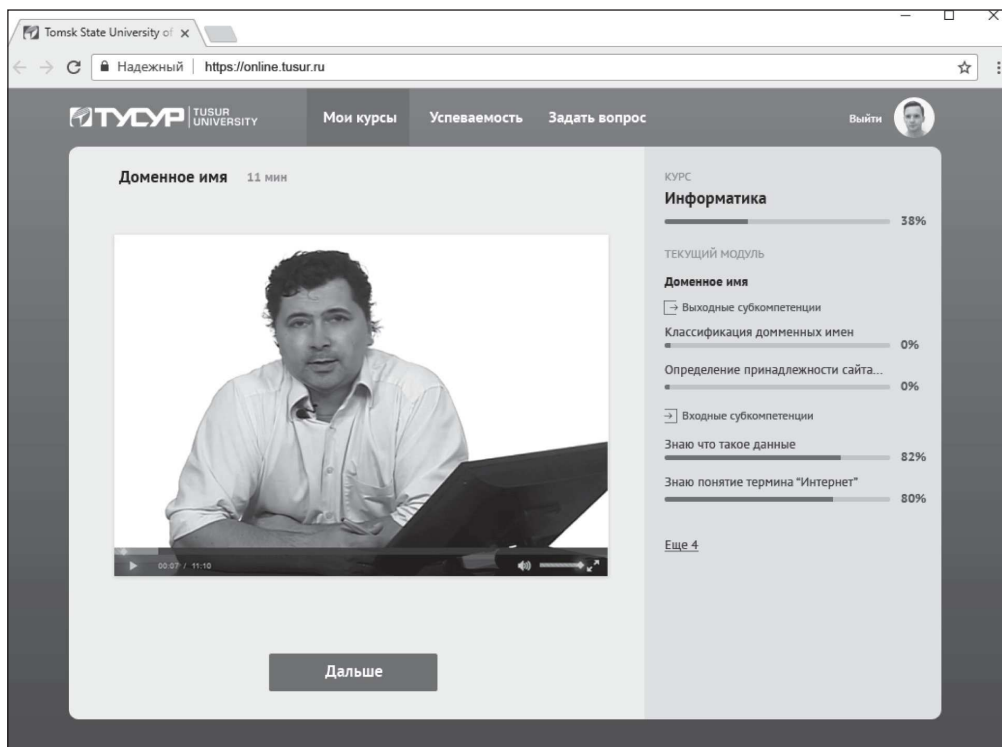 Tomsk State University of
Надежный | https://online.tusur.ru
ТУСУР TUSUR
UNIVERSITY
Мои курсы Успеваемость Задать вопрос Выйти
Доменное имя 11 мин
00:07 / 11:10
Дальше
КУРС
Информатика
38%
ТЕКУЩИЙ МОДУЛЬ
Доменное имя
Выходные субкомпетенции
Классификация домменных имен
0%
Определение принадлежности сайта...
0%
Входные субкомпетенции
Знаю что такое данные
82%
Знаю понятие термина "Интернет"
80%
Еще 4